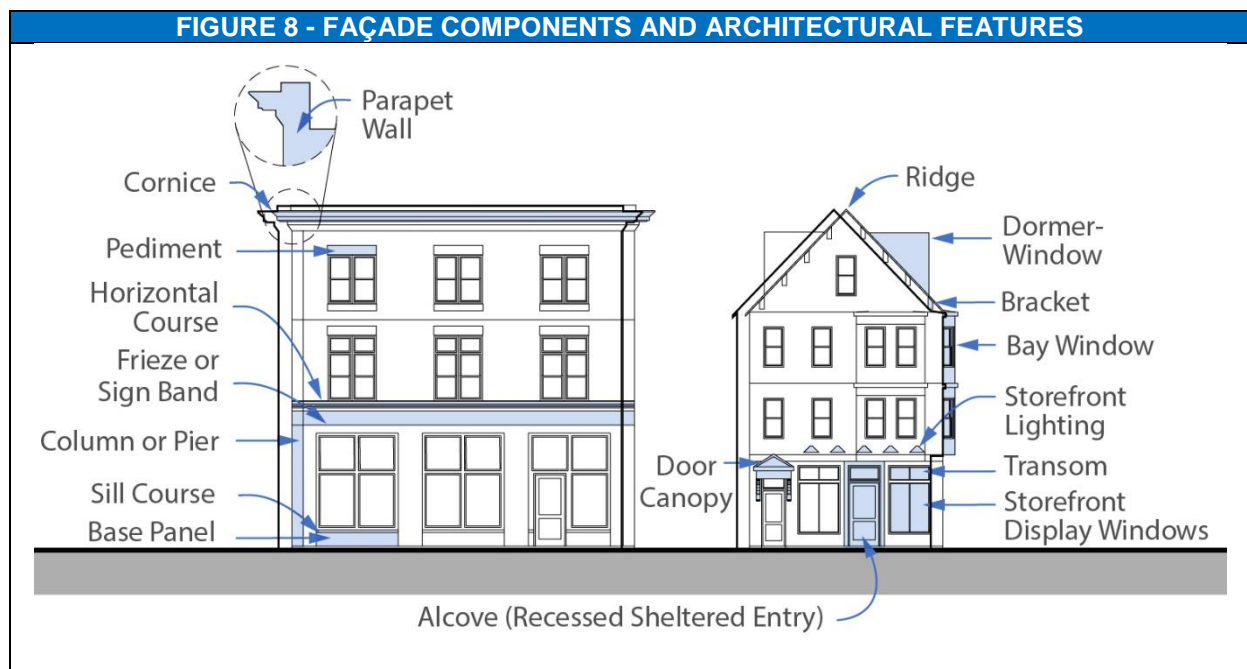 FIGURE 8 - FAÇADE COMPONENTS AND ARCHITECTURAL FEATURES
Parapet
Wall
Cornice
Pediment
Horizontal
Course
Frieze or
Sign Band
Column or Pier
Sill Course
Base Panel
Ridge
Dormer-
Window
Bracket
Bay Window
Storefront
Lighting
Door
Canopy
Transom
Storefront
Display Windows
Alcove (Recessed Sheltered Entry)